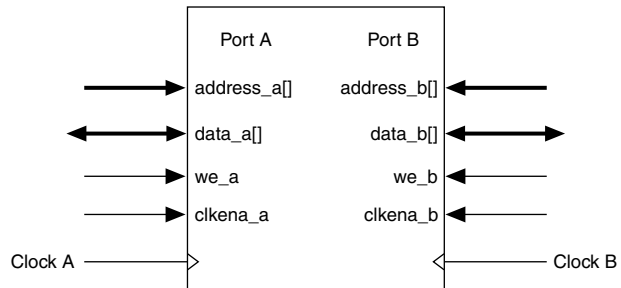 Port A Port B
address_a[] address_b[]
data_a[] data_b[]
we_a we_b
clkena_a clkena_b
Clock A Clock B